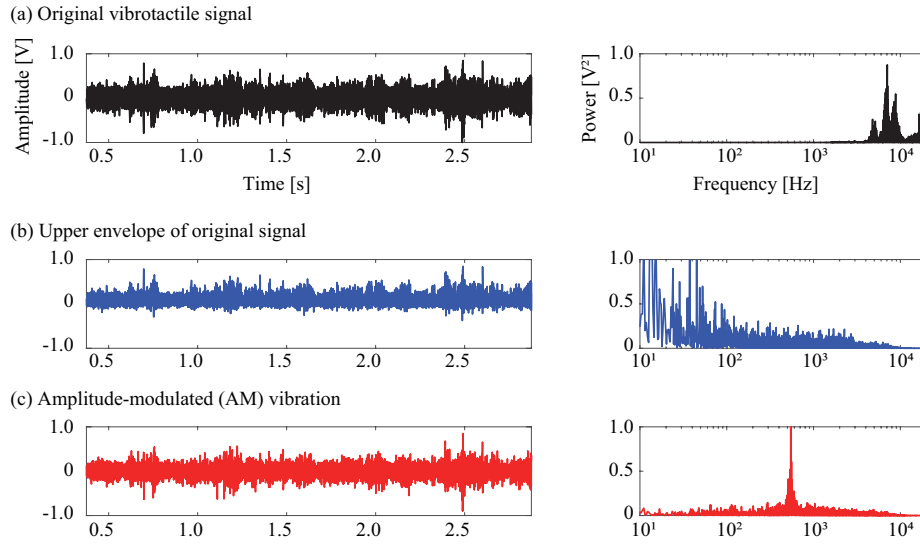 (a) Original vibrotactile signal
Amplitude [V]
1.0
0
-1.0
0.5 1.0 1.5 2.0 2.5
Time [s]
Power [V²]
1.0
0.5
0
10¹ 10² 10³ 10⁴
Frequency [Hz]
(b) Upper envelope of original signal
1.0
0
-1.0
0.5 1.0 1.5 2.0 2.5
1.0
0.5
0
10¹ 10² 10³ 10⁴
(c) Amplitude-modulated (AM) vibration
1.0
0
-1.0
0.5 1.0 1.5 2.0 2.5
1.0
0.5
0
10¹ 10² 10³ 10⁴